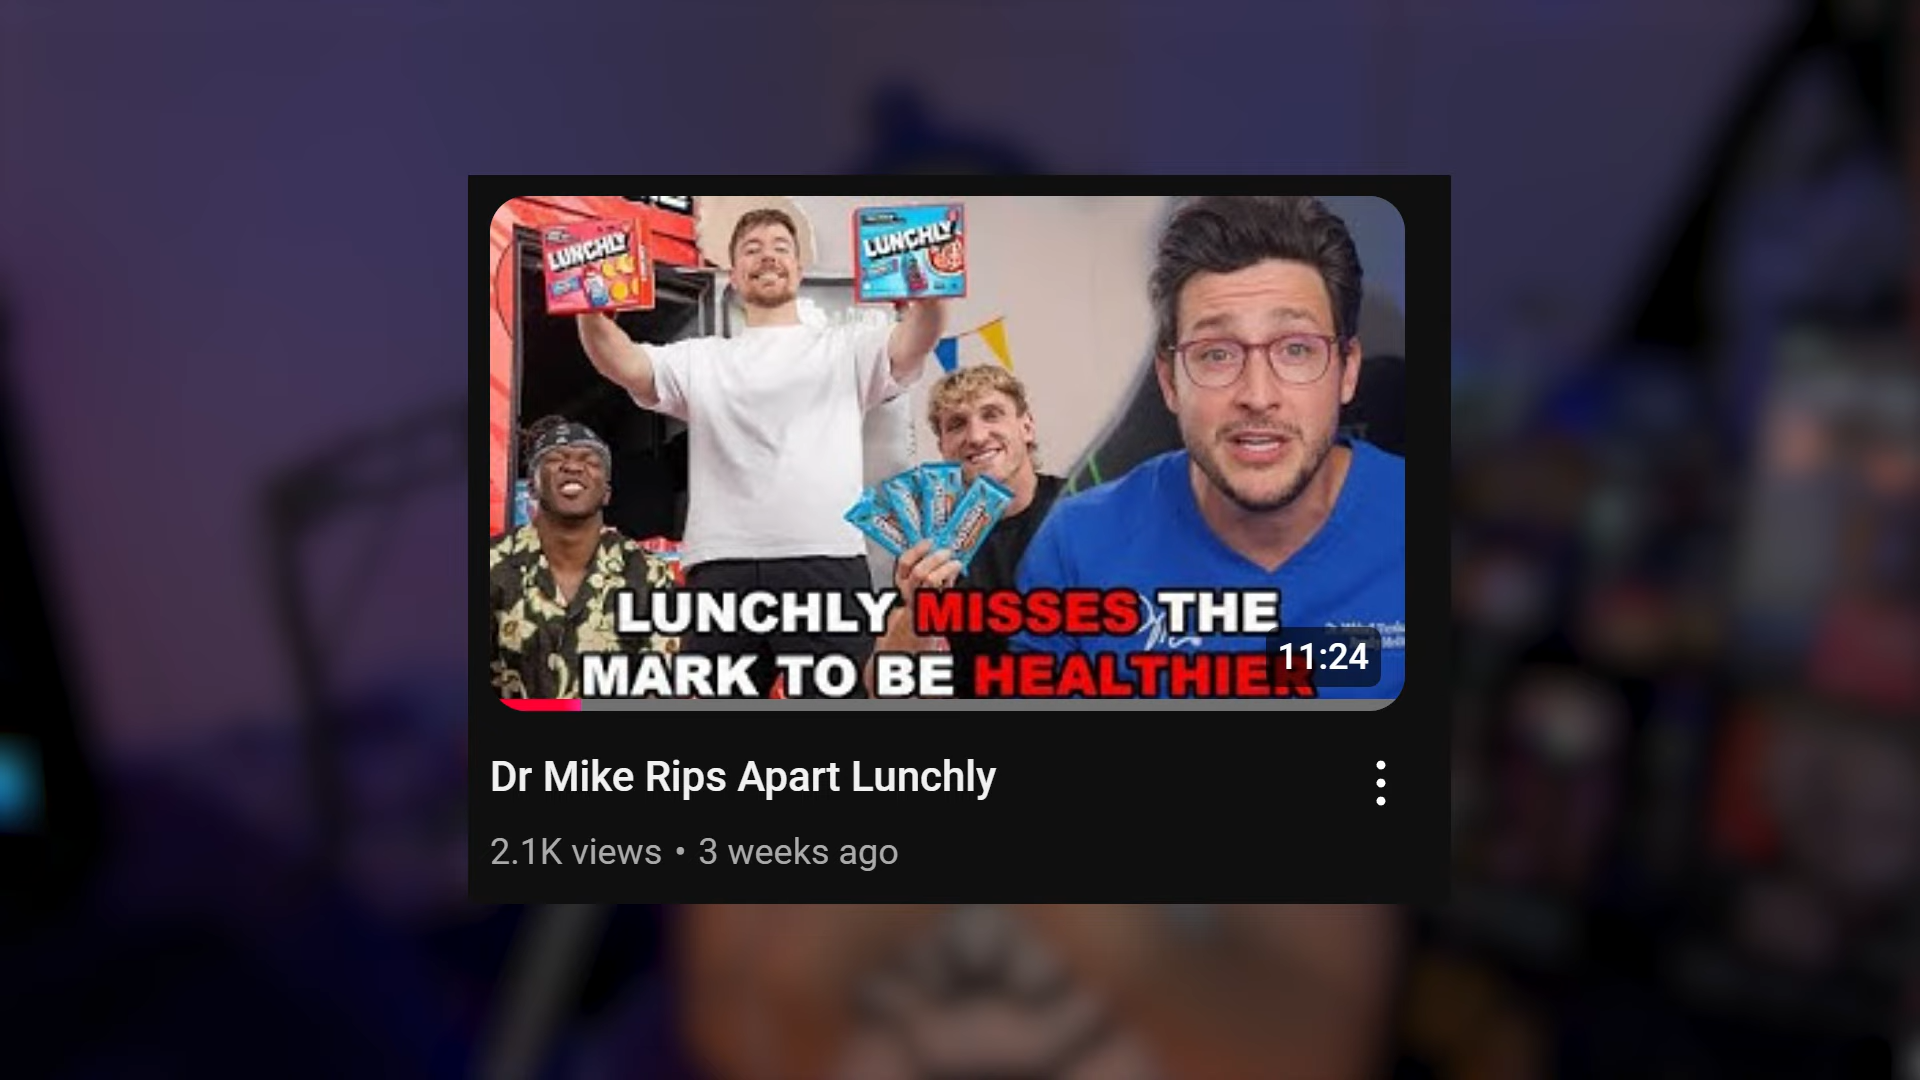 LUNCHLY
LUNCHLY
LUNCHLY MISSES THE
MARK TO BE HEALTHIER
11:24
Dr Mike Rips Apart Lunchly
2.1K views • 3 weeks ago